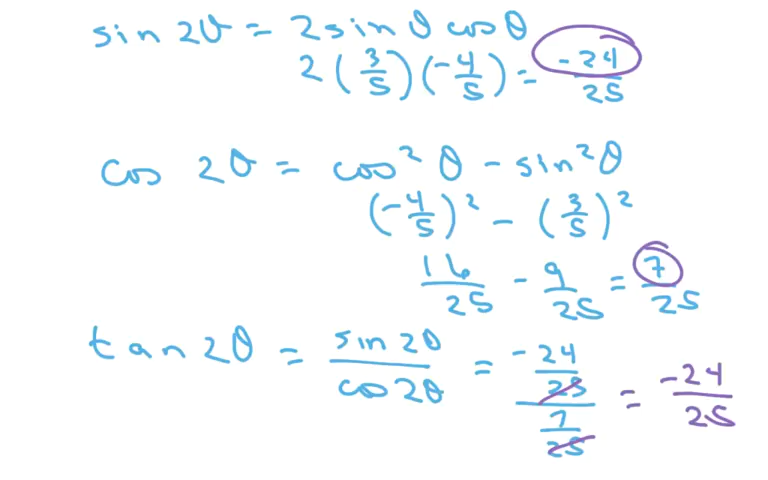 sin 2θ = 2 sin θ cos θ
2 (3/5)(-4/5) = -24/25
cos 2θ = cos² θ - sin² θ
(-4/5)² - (3/5)²
16/25 - 9/25 = 7/25
tan 2θ = sin 2θ/cos 2θ = (-24/25)/(7/25) = -24/25